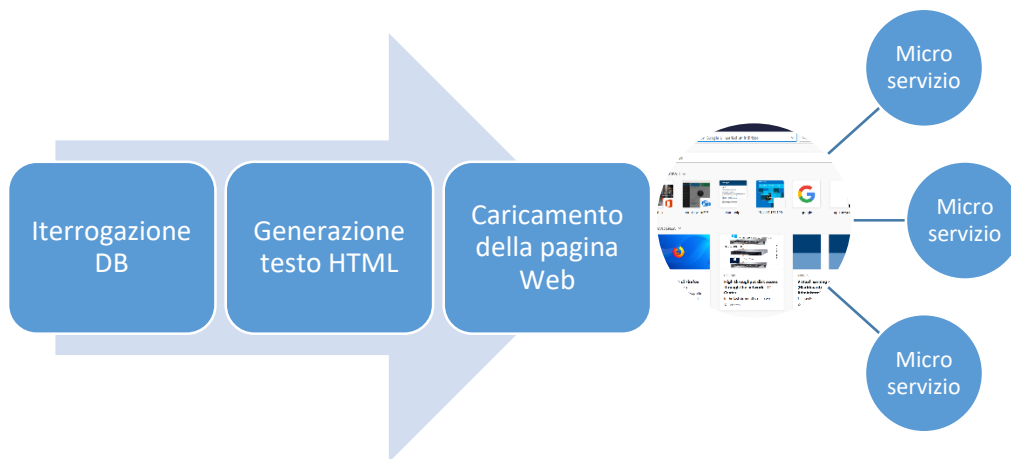 Iterrogazione
DB
Generazione
testo HTML
Caricamento
della pagina
Web
Micro
servizio
Micro
servizio
Micro
servizio